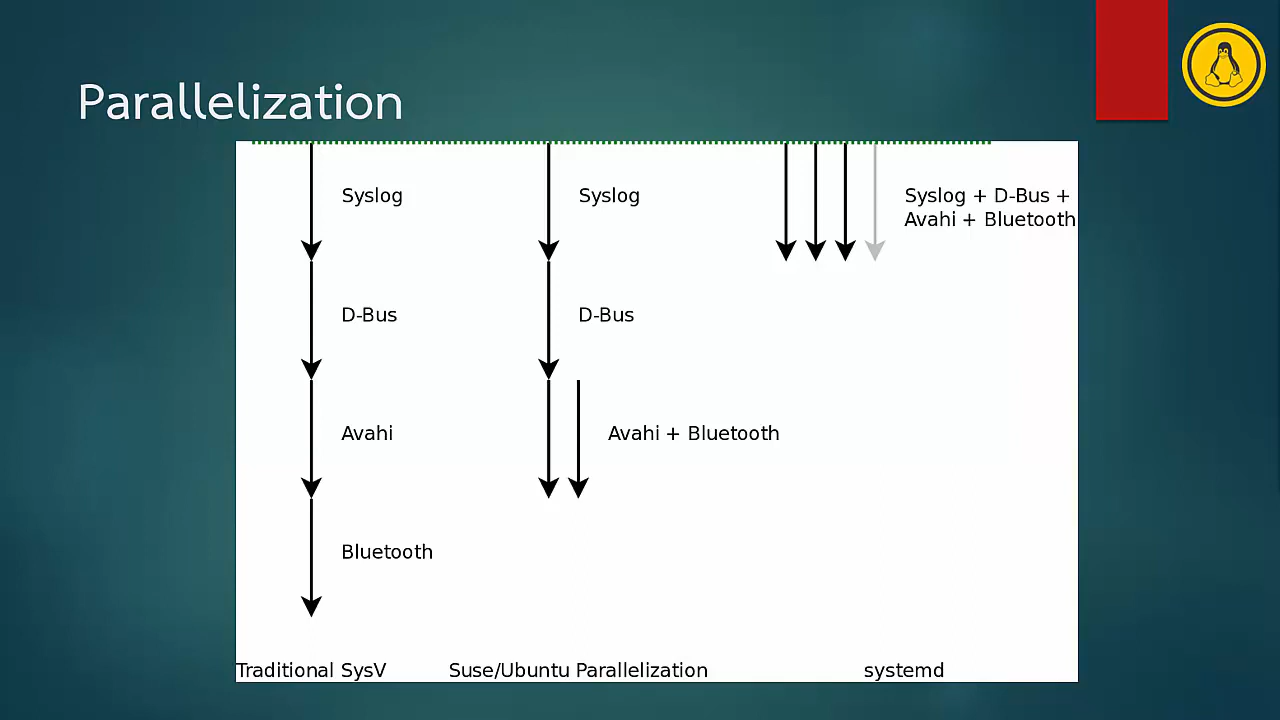 Parallelization
Syslog
D-Bus
Avahi
Bluetooth
Traditional SysV
Syslog
D-Bus
Avahi + Bluetooth
Suse/Ubuntu Parallelization
Syslog + D-Bus +
Avahi + Bluetooth
systemd